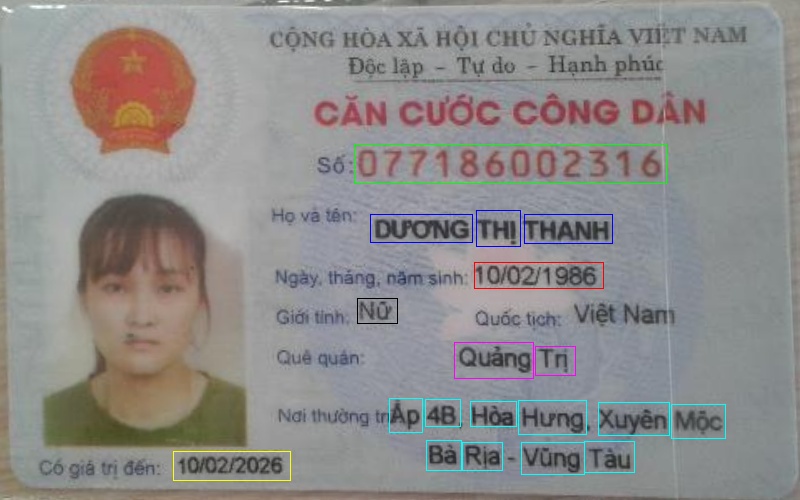 CỘNG HÒA XÃ HỘI CHỦ NGHĨA VIỆT NAM
Độc lập - Tự do - Hạnh phúc
CĂN CƯỚC CÔNG DÂN
Số: 077186002316
Họ và tên: DƯƠNG THỊ THANH
Ngày, tháng, năm sinh: 10/02/1986
Giới tính: Nữ Quốc tịch: Việt Nam
Quê quán: Quảng Trị
Nơi thường trú: Ấp 4B, Hòa Hưng, Xuyên Mộc
Bà Rịa - Vũng Tàu
Có giá trị đến: 10/02/2026